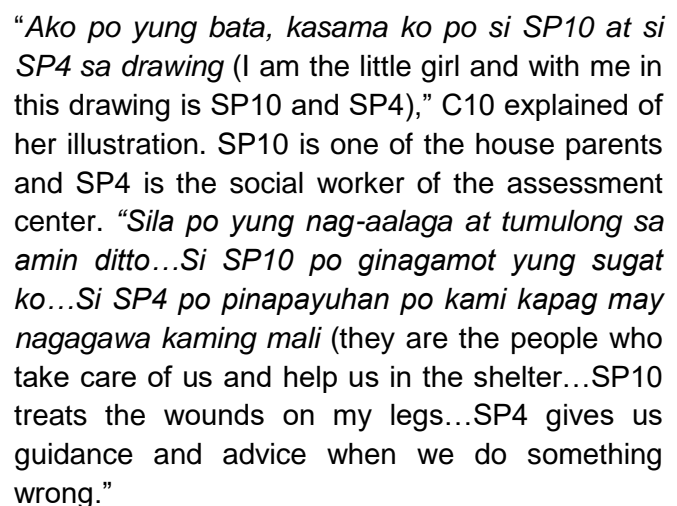 “Ako po yung bata, kasama ko po si SP10 at si
SP4 sa drawing (I am the little girl and with me in
this drawing is SP10 and SP4),” C10 explained of
her illustration. SP10 is one of the house parents
and SP4 is the social worker of the assessment
center. “Sila po yung nag-aalaga at tumulong sa
amin ditto…Si SP10 po ginagamot yung sugat
ko…Si SP4 po pinapayuhan po kami kapag may
nagagawa kaming mali (they are the people who
take care of us and help us in the shelter…SP10
treats the wounds on my legs…SP4 gives us
guidance and advice when we do something
wrong.”